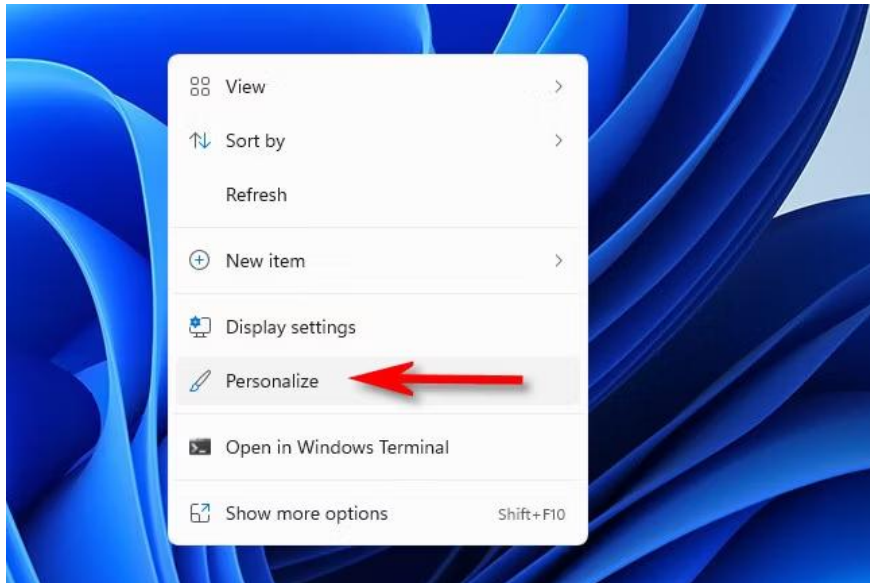 View
Sort by
Refresh
New item
Display settings
Personalize
Open in Windows Terminal
Show more options Shift+F10